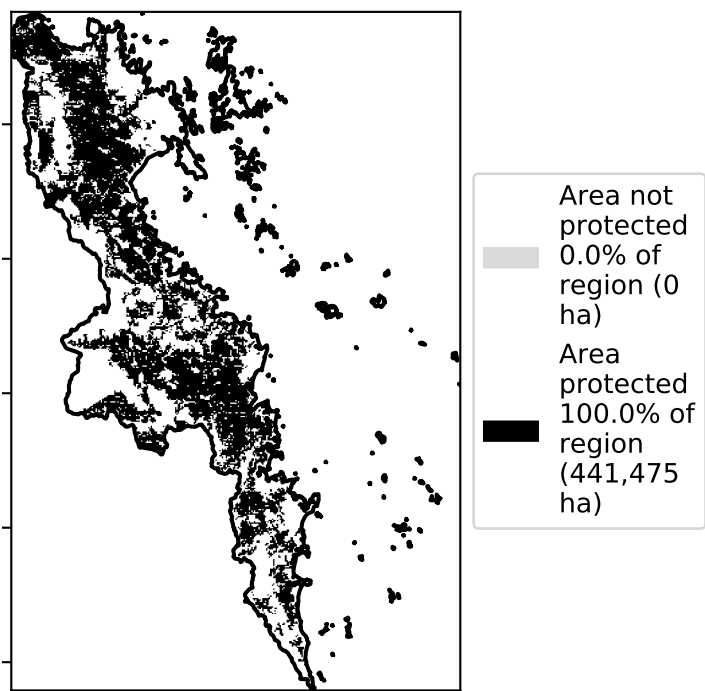 Area not
protected
0.0% of
region (0
ha)
Area
protected
100.0% of
region
(441,475
ha)